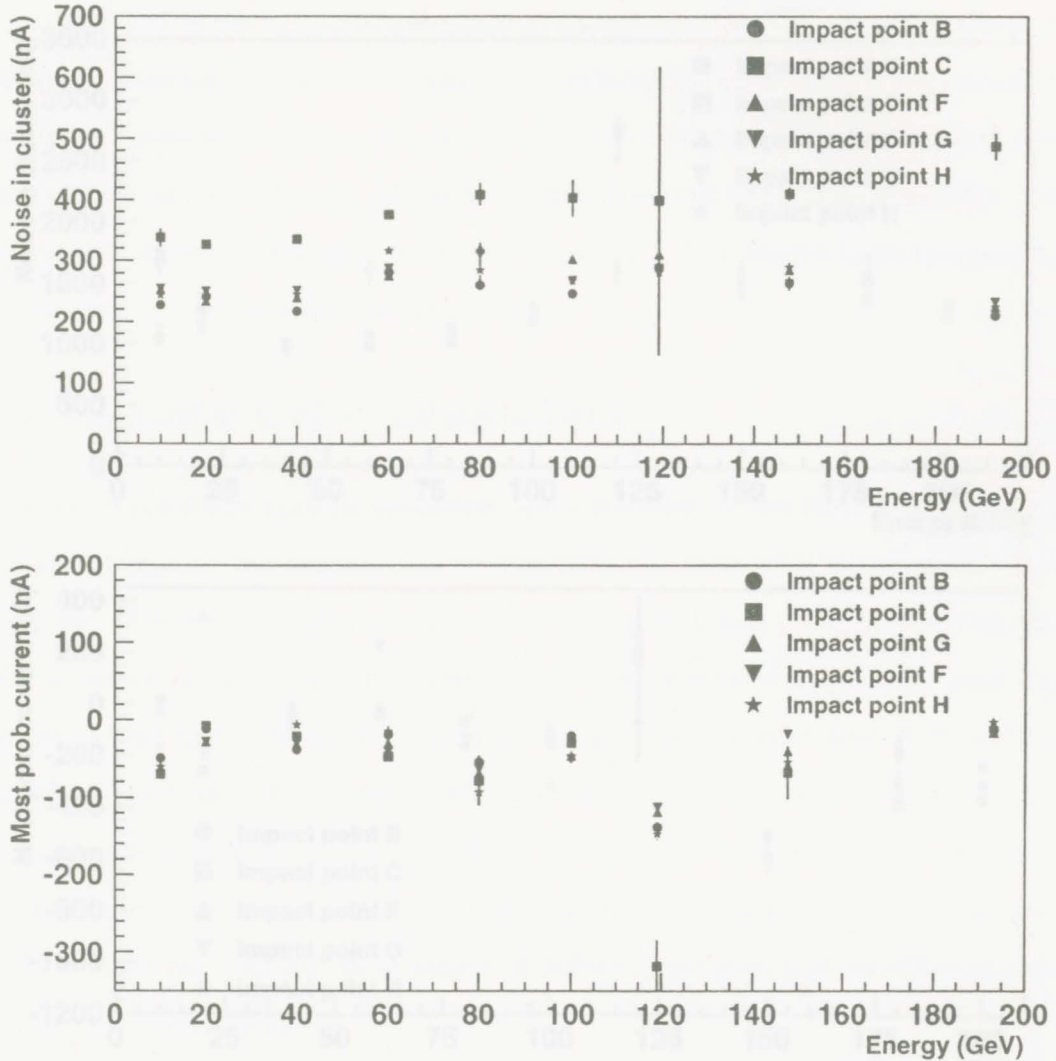 700
600
500
400
300
200
100
0
Noise in cluster (nA)
Impact point B
Impact point C
Impact point F
Impact point G
Impact point H
0 20 40 60 80 100 120 140 160 180 200
Energy (GeV)
200
100
0
-100
-200
-300
Most prob. current (nA)
Impact point B
Impact point C
Impact point G
Impact point F
Impact point H
0 20 40 60 80 100 120 140 160 180 200
Energy (GeV)